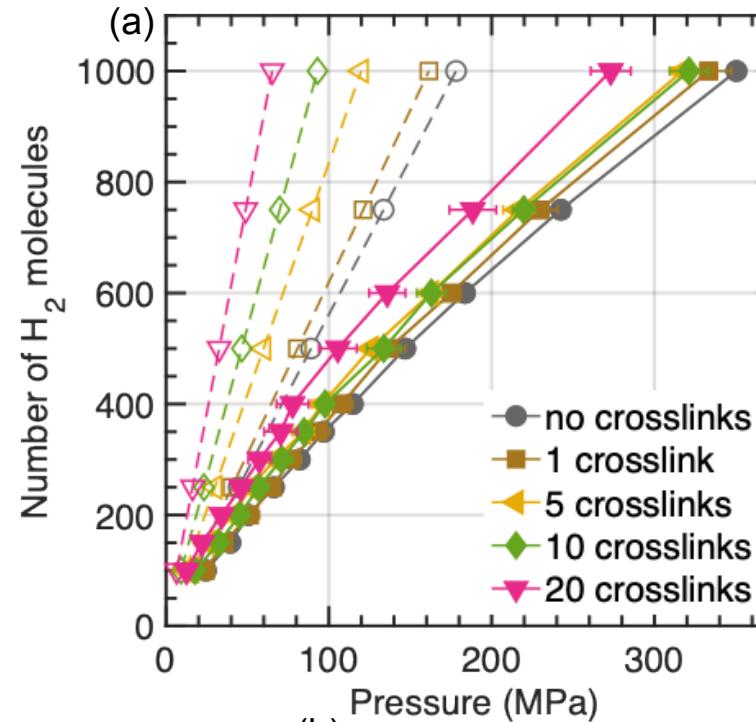 (a)
1000
800
600
400
200
0
Number of H2 molecules
no crosslinks
1 crosslink
5 crosslinks
10 crosslinks
20 crosslinks
0 100 200 300
Pressure (MPa)